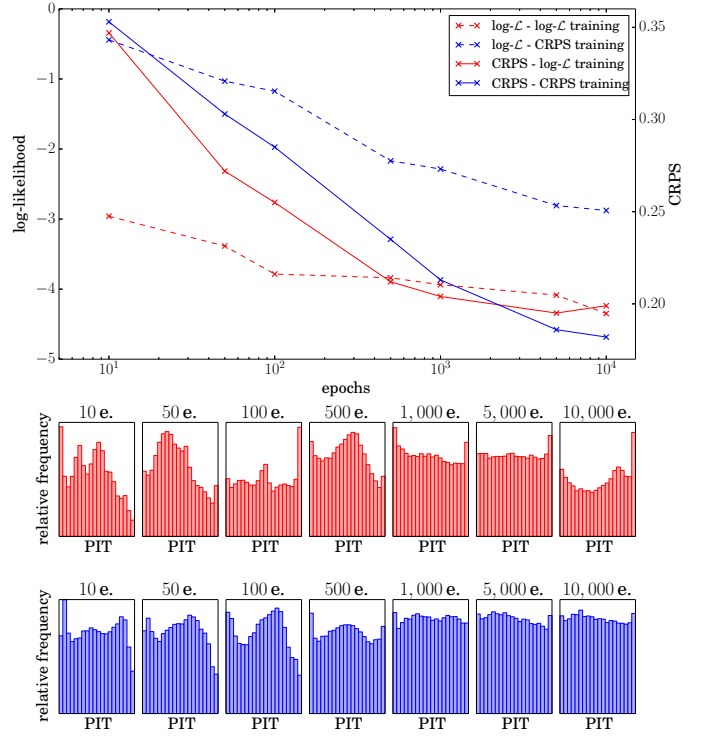 log-likelihood
0
−1
−2
−3
−4
−5
log-ℒ - log-ℒ training
log-ℒ - CRPS training
CRPS - log-ℒ training
CRPS - CRPS training
0.35
0.30
0.25
0.20
CRPS
10¹ 10² 10³ 10⁴
epochs
10 e. 50 e. 100 e. 500 e. 1,000 e. 5,000 e. 10,000 e.
relative frequency
PIT PIT PIT PIT PIT PIT PIT
10 e. 50 e. 100 e. 500 e. 1,000 e. 5,000 e. 10,000 e.
relative frequency
PIT PIT PIT PIT PIT PIT PIT